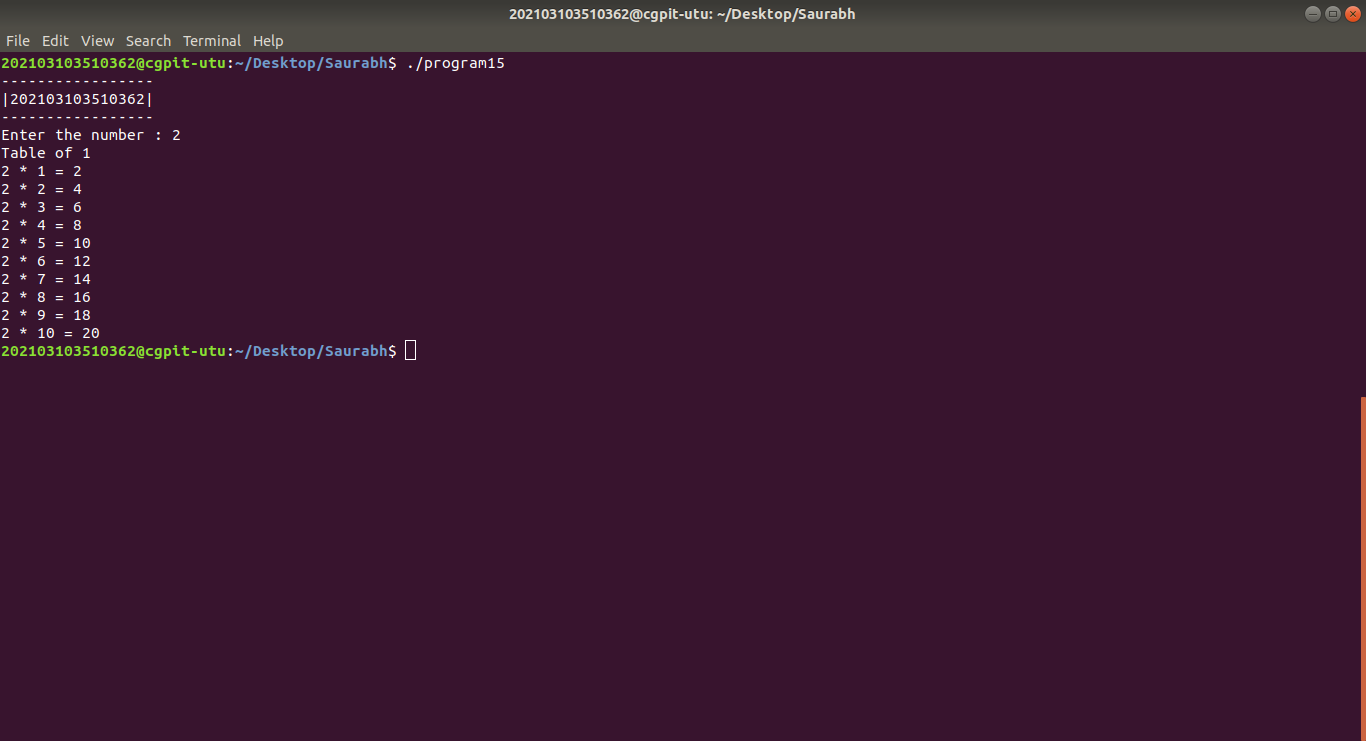 202103103510362@cgpit-utu: ~/Desktop/Saurabh
File Edit View Search Terminal Help
202103103510362@cgpit-utu:~/Desktop/Saurabh$ ./program15
-----------------
|202103103510362|
-----------------
Enter the number : 2
Table of 1
2 * 1 = 2
2 * 2 = 4
2 * 3 = 6
2 * 4 = 8
2 * 5 = 10
2 * 6 = 12
2 * 7 = 14
2 * 8 = 16
2 * 9 = 18
2 * 10 = 20
202103103510362@cgpit-utu:~/Desktop/Saurabh$